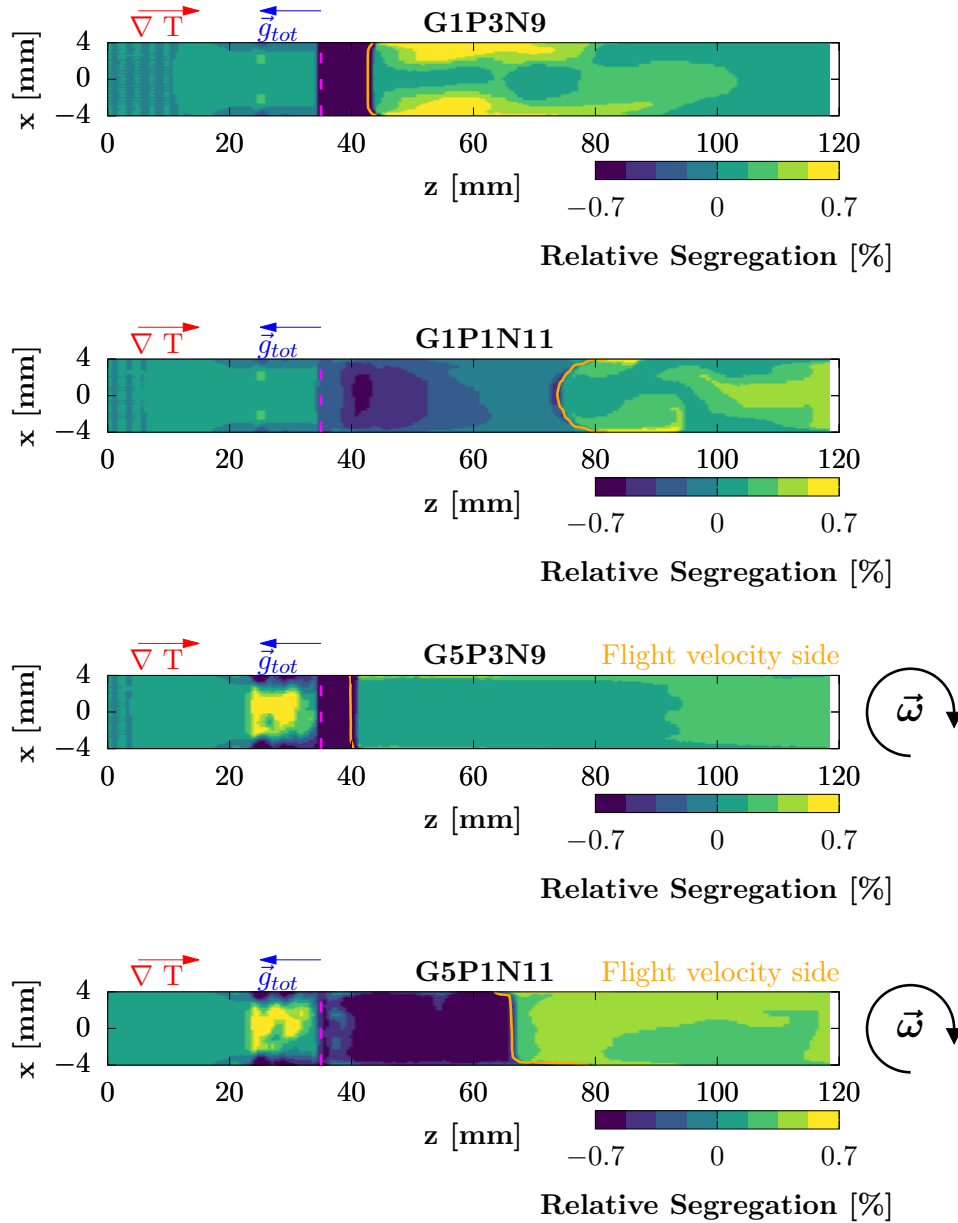 ∇ T g⃗tot G1P3N9
x [mm]
4
0
−4
0 20 40 60 80 100 120
z [mm]
−0.7 0 0.7
Relative Segregation [%]
∇ T g⃗tot G1P1N11
x [mm]
4
0
−4
0 20 40 60 80 100 120
z [mm]
−0.7 0 0.7
Relative Segregation [%]
∇ T g⃗tot G5P3N9 Flight velocity side
x [mm]
4
0
−4
ω⃗
0 20 40 60 80 100 120
z [mm]
−0.7 0 0.7
Relative Segregation [%]
∇ T g⃗tot G5P1N11 Flight velocity side
x [mm]
4
0
−4
ω⃗
0 20 40 60 80 100 120
z [mm]
−0.7 0 0.7
Relative Segregation [%]